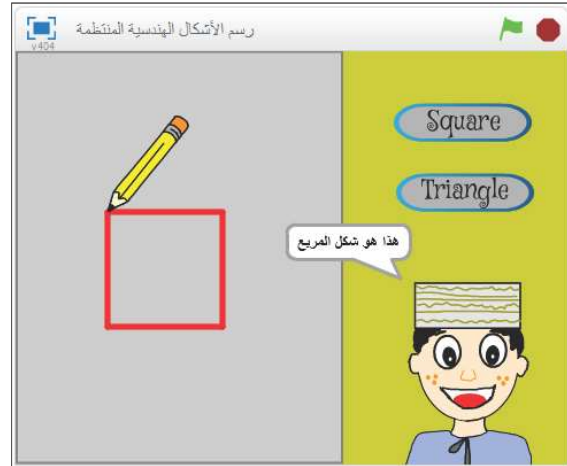 رسم الأشكال الهندسية المنتظمة
v404
Square
Triangle
هذا هو شكل المربع